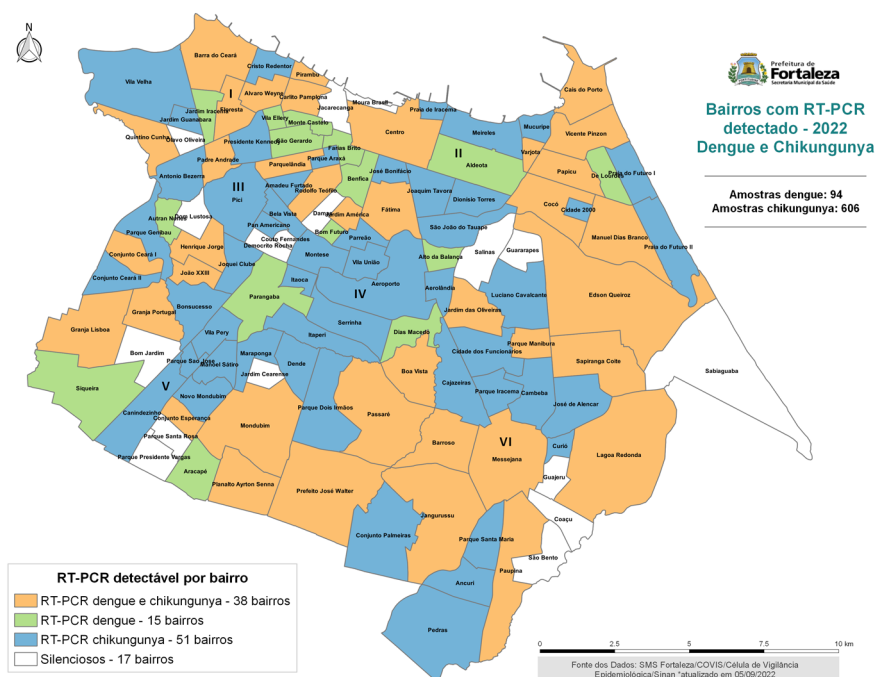 N
Prefeitura de
Fortaleza
Secretaria Municipal da Saúde
Bairros com RT-PCR
detectado - 2022
Dengue e Chikungunya
Amostras dengue: 94
Amostras chikungunya: 606
Barra do Ceará
Cristo Redentor
Pirambu
Vila Velha
I
Alvaro Weyne
Carlito Pamplona
Jacarecanga
Moura Brasil
Jardim Iracema
Floresta
Jardim Guanabara
Vila Ellery
Monte Castelo
Quintino Cunha
Olavo Oliveira
Presidente Kennedy
São Gerardo
Farias Brito
Centro
Praia de Iracema
Meireles
Mucuripe
Varjota
Cais do Porto
Vicente Pinzon
II
Aldeota
Papicu
De Lourdes
Praia do Futuro I
Padre Andrade
Parquelândia
Parque Araxá
Benfica
José Bonifácio
Antonio Bezerra
III
Pici
Amadeu Furtado
Rodolfo Teófilo
Joaquim Tavora
Dionísio Torres
Cocó
Cidade 2000
Autran Nunes
Dom Lustosa
Bela Vista
Damas
Jardim América
Fátima
Pan Americano
Bom Futuro
Parreão
São João do Tauape
Parque Genibau
Couto Fernandes
Democrito Rocha
Manuel Dias Branco
Praia do Futuro II
Henrique Jorge
Conjunto Ceará I
João XXIII
Joquei Clube
Montese
Vila União
Alto da Balança
Salinas
Guararapes
Conjunto Ceará II
Itaoca
Aeroporto
Aerolândia
Parangaba
IV
Luciano Cavalcante
Edson Queiroz
Granja Portugal
Bonsucesso
Jardim das Oliveiras
Granja Lisboa
Vila Pery
Serrinha
Itaperi
Dias Macedo
Parque Manibura
Bom Jardim
Parque Sao Jose
Manoel Sátiro
Maraponga
Dende
Jardim Cearense
Cidade dos Funcionários
Sapiranga Coite
Sabiaguaba
Boa Vista
Siqueira
V
Cajazeiras
Novo Mondubim
Parque Iracema
Cambeba
José de Alencar
Canindezinho
Conjunto Esperança
Parque Dois Irmãos
Passaré
Mondubim
Parque Santa Rosa
VI
Barroso
Curió
Parque Presidente Vargas
Messejana
Lagoa Redonda
Aracapé
Planalto Ayrton Senna
Prefeito José Walter
Guajeru
Jangurussu
Coaçu
Conjunto Palmeiras
Parque Santa Maria
São Bento
Paupina
Ancuri
Pedras
RT-PCR detectável por bairro
RT-PCR dengue e chikungunya - 38 bairros
RT-PCR dengue - 15 bairros
RT-PCR chikungunya - 51 bairros
Silenciosos - 17 bairros
0 2.5 5 7.5 10 km
Fonte dos Dados: SMS Fortaleza/COVIS/Célula de Vigilância
Epidemiológica/Sinan *atualizado em 05/09/2022